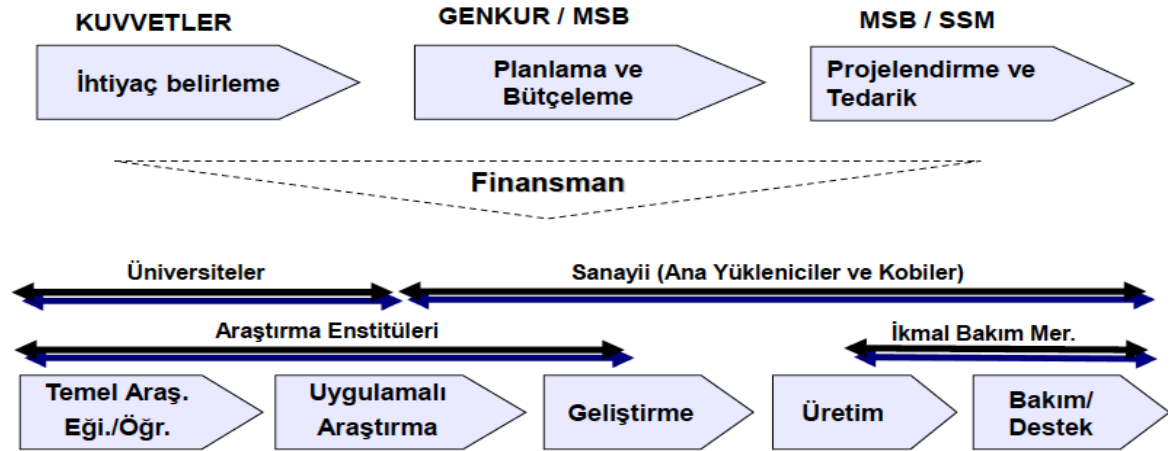 KUVVETLER
GENKUR / MSB
MSB / SSM
İhtiyaç belirleme
Planlama ve
Bütçeleme
Projelendirme ve
Tedarik
Finansman
Üniversiteler
Sanayii (Ana Yükleniciler ve Kobiler)
Araştırma Enstitüleri
İkmal Bakım Mer.
Temel Araş.
Eği./Öğr.
Uygulamalı
Araştırma
Geliştirme
Üretim
Bakım/
Destek